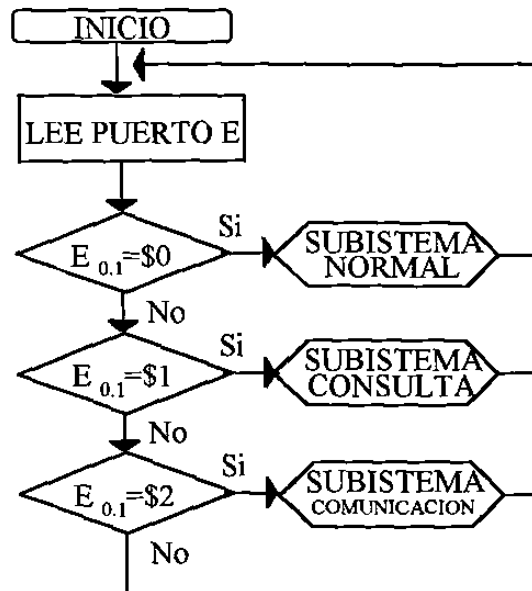 INICIO
LEE PUERTO E
Si
E 0.1=$0
SUBISTEMA
NORMAL
No
Si
E 0.1=$1
SUBISTEMA
CONSULTA
No
Si
E 0.1=$2
SUBISTEMA
COMUNICACION
No